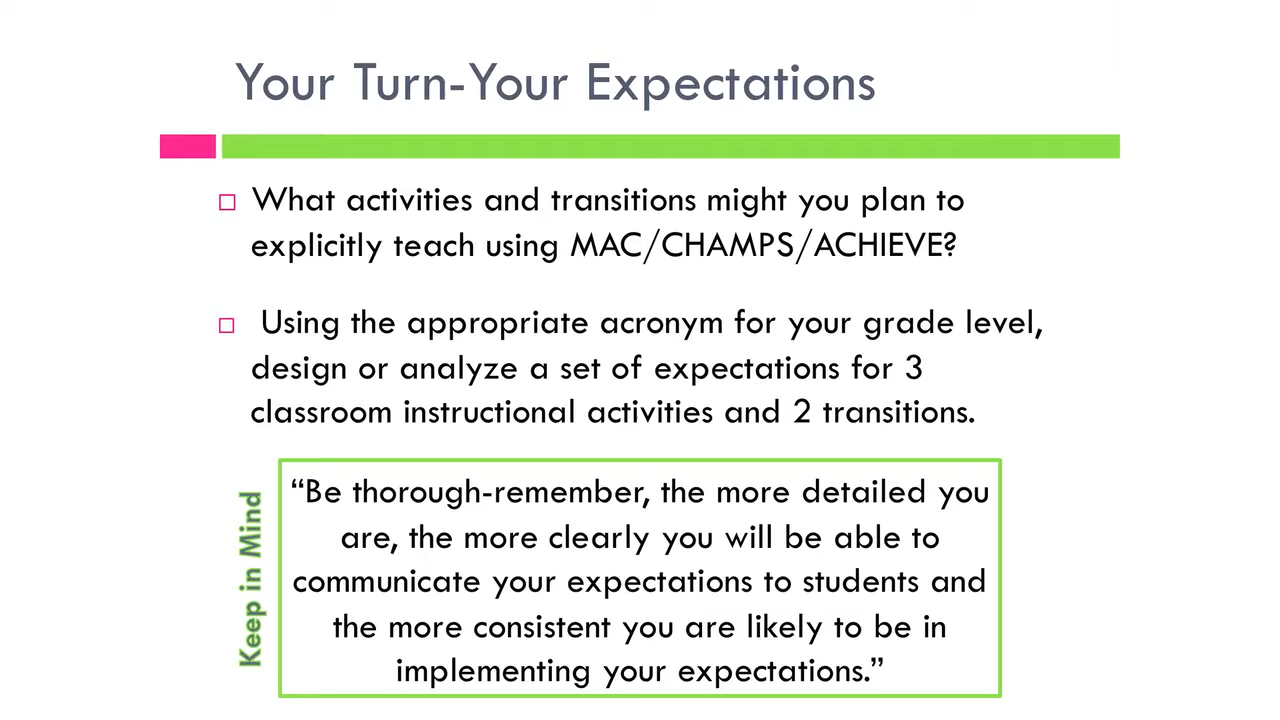 Your Turn-Your Expectations
What activities and transitions might you plan to
explicitly teach using MAC/CHAMPS/ACHIEVE?
Using the appropriate acronym for your grade level,
design or analyze a set of expectations for 3
classroom instructional activities and 2 transitions.
Keep in Mind
“Be thorough-remember, the more detailed you
are, the more clearly you will be able to
communicate your expectations to students and
the more consistent you are likely to be in
implementing your expectations.”